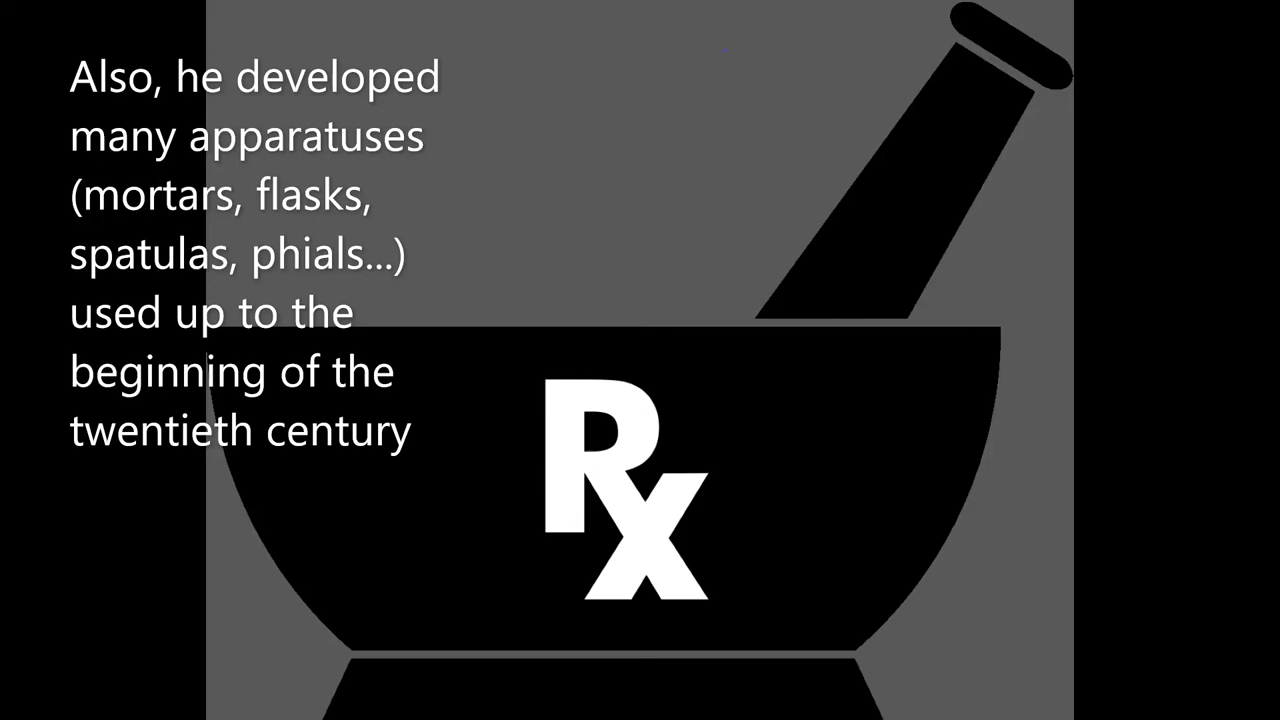 Also, he developed
many apparatuses
(mortars, flasks,
spatulas, phials...)
used up to the
beginning of the
twentieth century
Rx